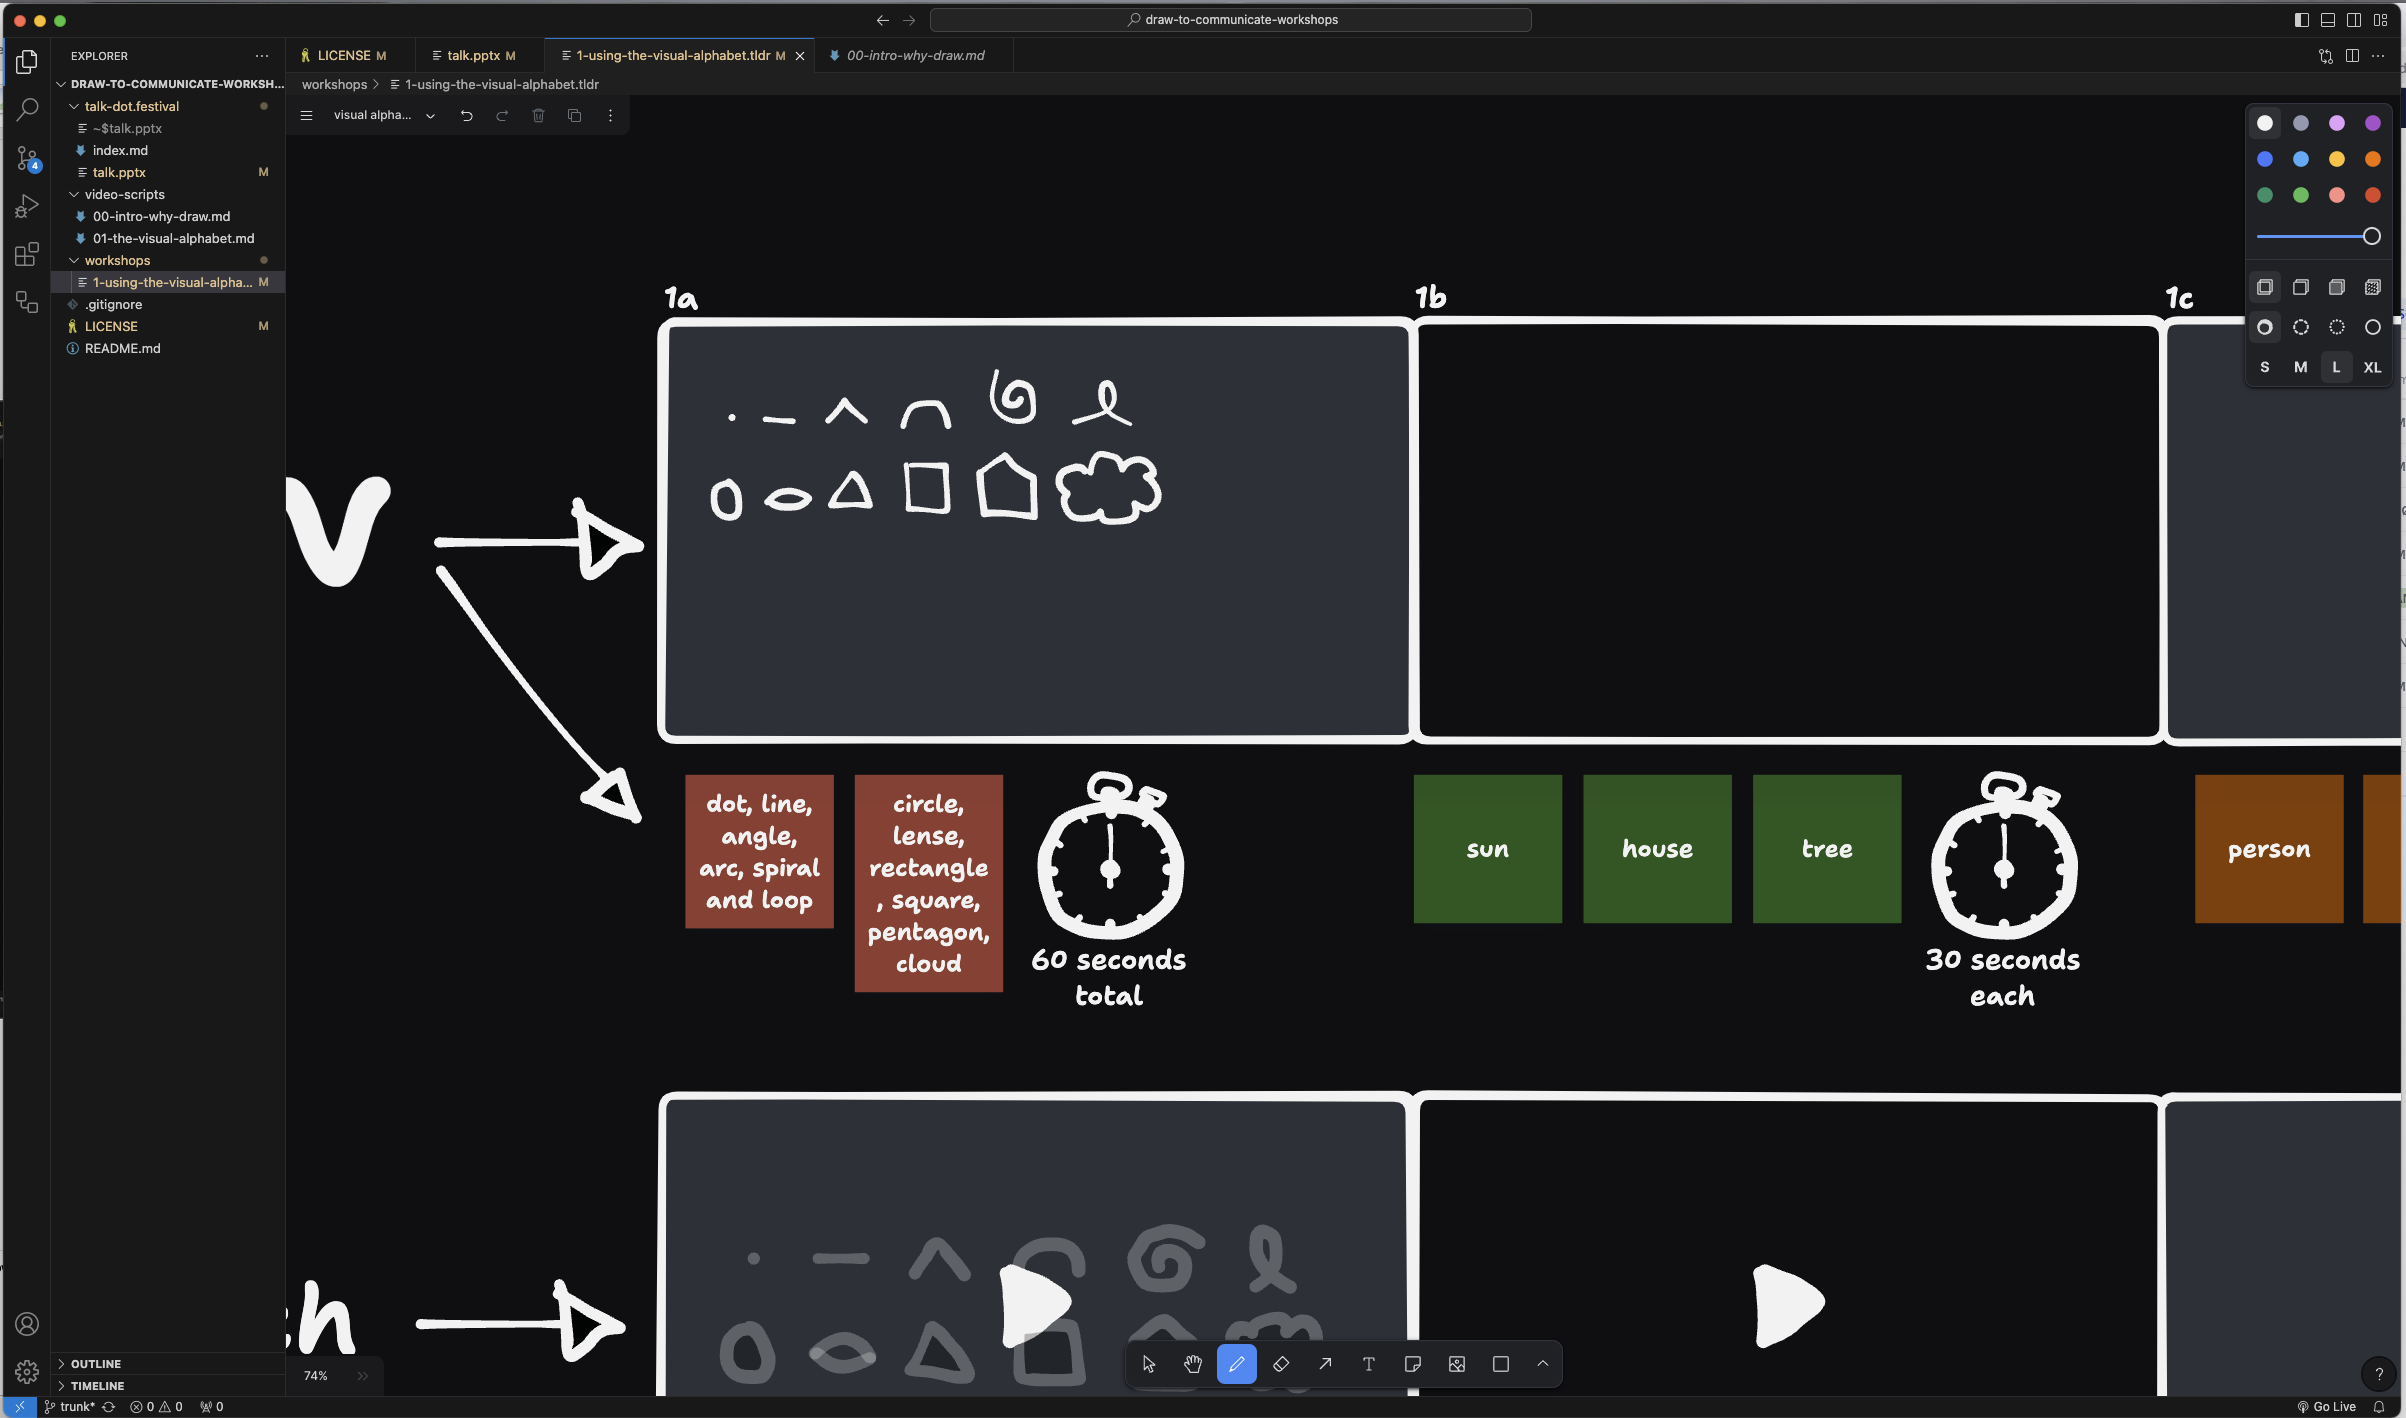 draw-to-communicate-workshops
EXPLORER
LICENSE M
talk.pptx M
1-using-the-visual-alphabet.tldr M
00-intro-why-draw.md
DRAW-TO-COMMUNICATE-WORKSH...
workshops > 1-using-the-visual-alphabet.tldr
talk-dot.festival
visual alpha...
~$talk.pptx
index.md
talk.pptx M
video-scripts
00-intro-why-draw.md
01-the-visual-alphabet.md
workshops
1-using-the-visual-alpha... M
.gitignore
LICENSE M
README.md
4
1a
1b
1c
S M L XL
v
dot, line,
angle,
arc, spiral
and loop
circle,
lense,
rectangle
, square,
pentagon,
cloud
60 seconds
total
sun
house
tree
30 seconds
each
person
h
OUTLINE
TIMELINE
74%
T
?
trunk*
0 0
0
Go Live